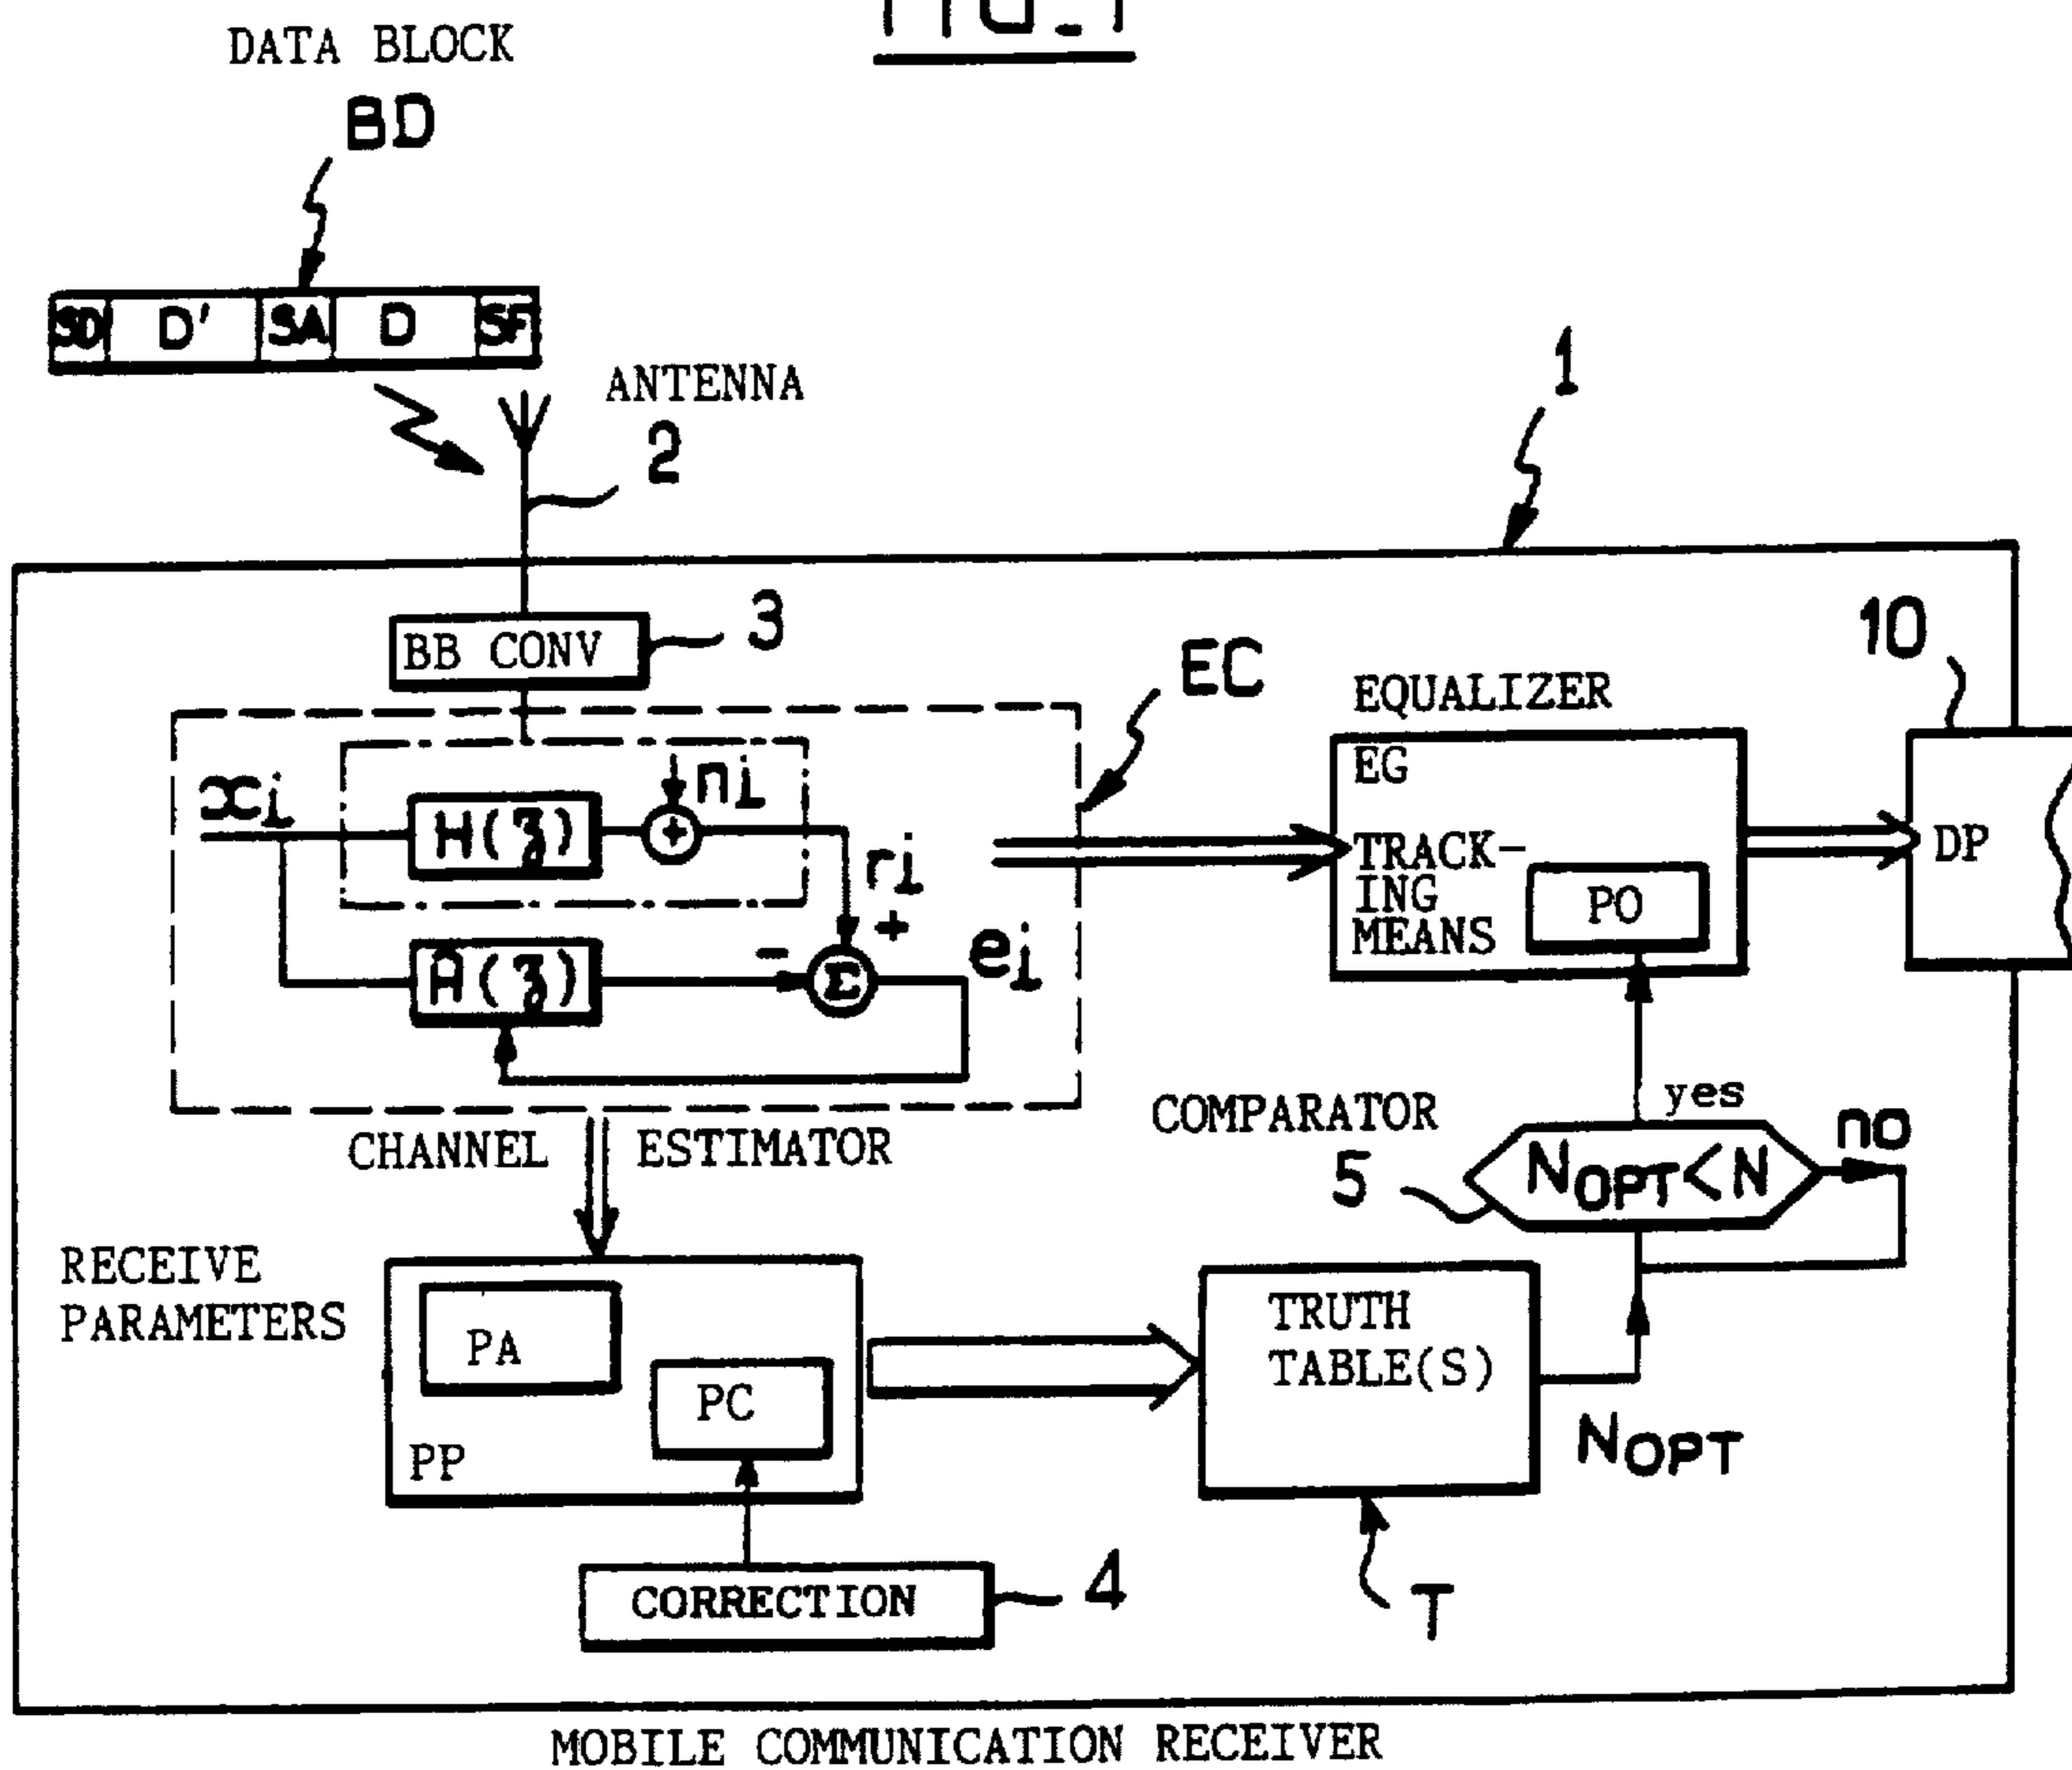 FIG_1
DATA BLOCK
BD
SD D' SA D SF
ANTENNA
2
1
BB CONV
3
EC
10
EQUALIZER
EG
TRACK-
ING
MEANS
PO
DP
xi
H(z)
+
ni
ri
+
Ĥ(z)
-
Σ
ei
CHANNEL ESTIMATOR
COMPARATOR
5
yes
NOPT<N
no
RECEIVE
PARAMETERS
PA
PC
PP
TRUTH
TABLE(S)
NOPT
CORRECTION
4
T
MOBILE COMMUNICATION RECEIVER